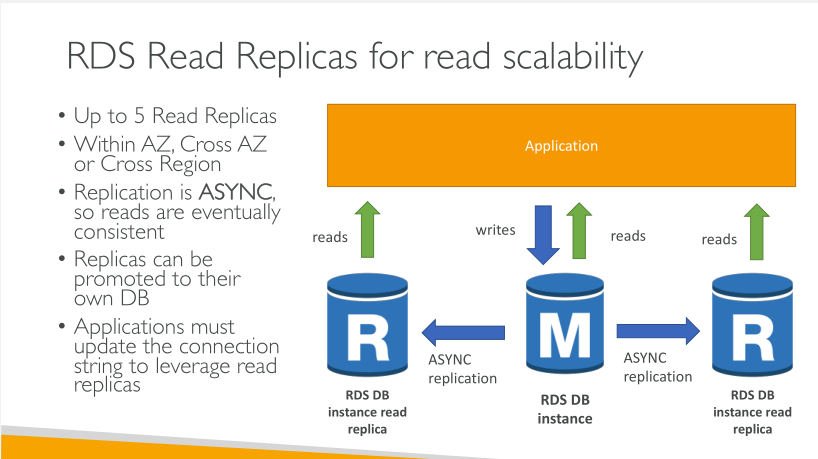 RDS Read Replicas for read scalability
• Up to 5 Read Replicas
• Within AZ, Cross AZ
or Cross Region
• Replication is ASYNC,
so reads are eventually
consistent
• Replicas can be
promoted to their
own DB
• Applications must
update the connection
string to leverage read
replicas
Application
reads
writes
reads
reads
R
M
R
ASYNC
replication
ASYNC
replication
RDS DB
instance read
replica
RDS DB
instance
RDS DB
instance read
replica